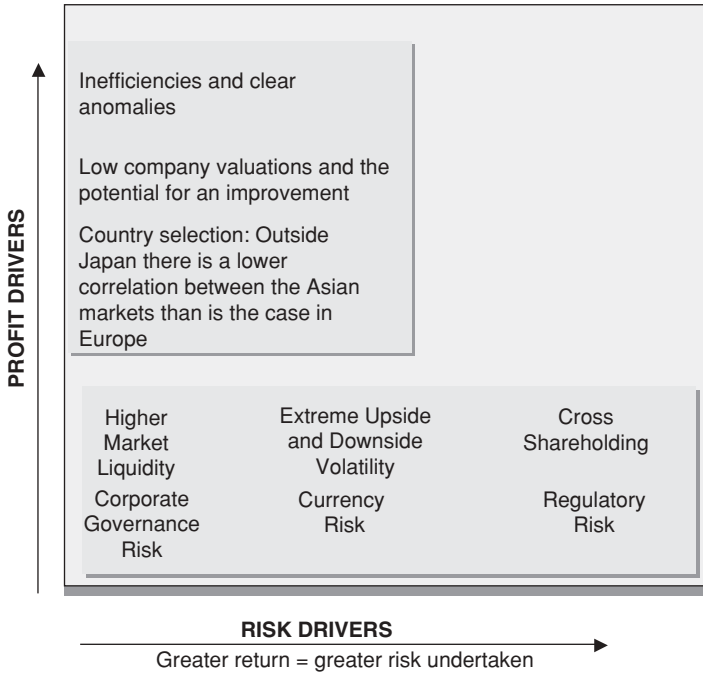 PROFIT DRIVERS
Inefficiencies and clear
anomalies
Low company valuations and the
potential for an improvement
Country selection: Outside
Japan there is a lower
correlation between the Asian
markets than is the case in
Europe
Higher
Market
Liquidity
Extreme Upside
and Downside
Volatility
Cross
Shareholding
Corporate
Governance
Risk
Currency
Risk
Regulatory
Risk
RISK DRIVERS
Greater return = greater risk undertaken